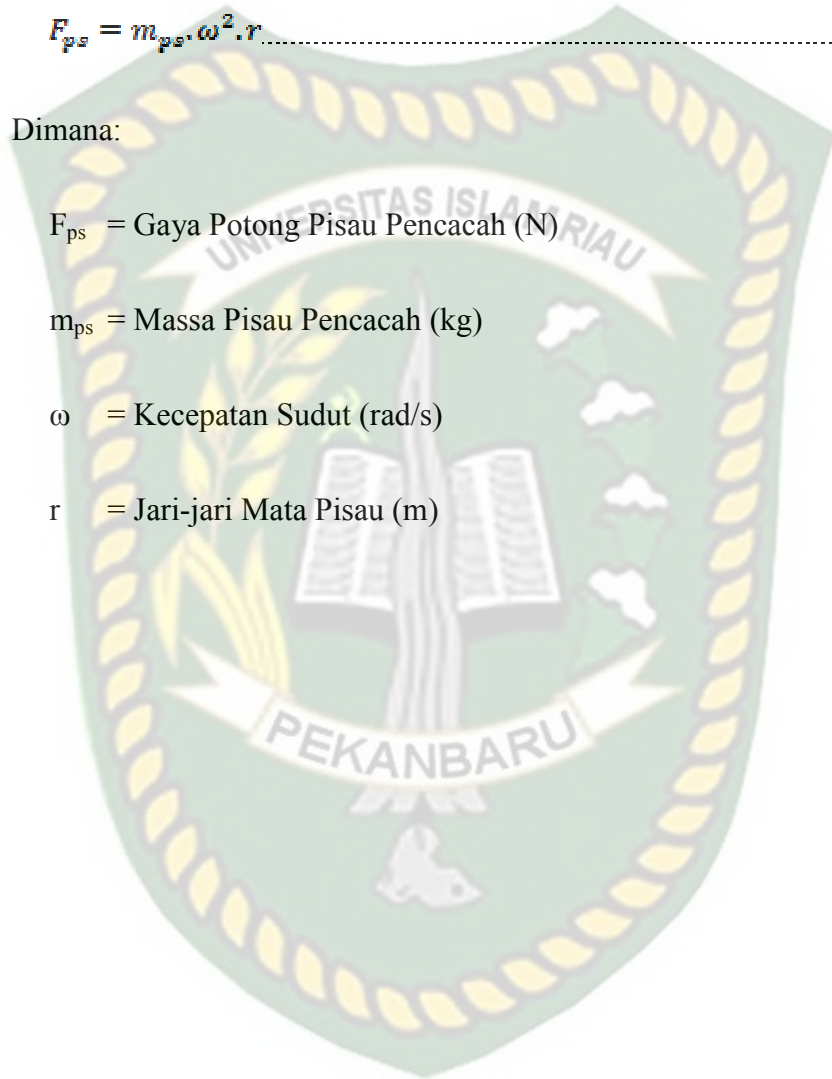 F_ps = m_ps. ω². r ........................................................
Dimana:
F_ps = Gaya Potong Pisau Pencacah (N)
UNIVERSITAS ISLAM RIAU
m_ps = Massa Pisau Pencacah (kg)
ω = Kecepatan Sudut (rad/s)
r = Jari-jari Mata Pisau (m)
PEKANBARU